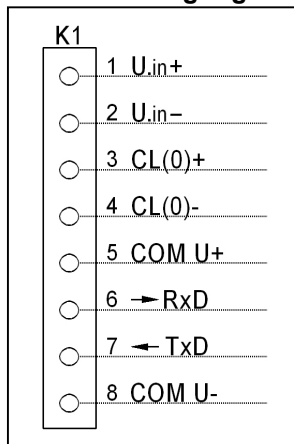 K1
1 U.in+
2 U.in–
3 CL(0)+
4 CL(0)-
5 COM U+
6 →RxD
7 ←TxD
8 COM U-